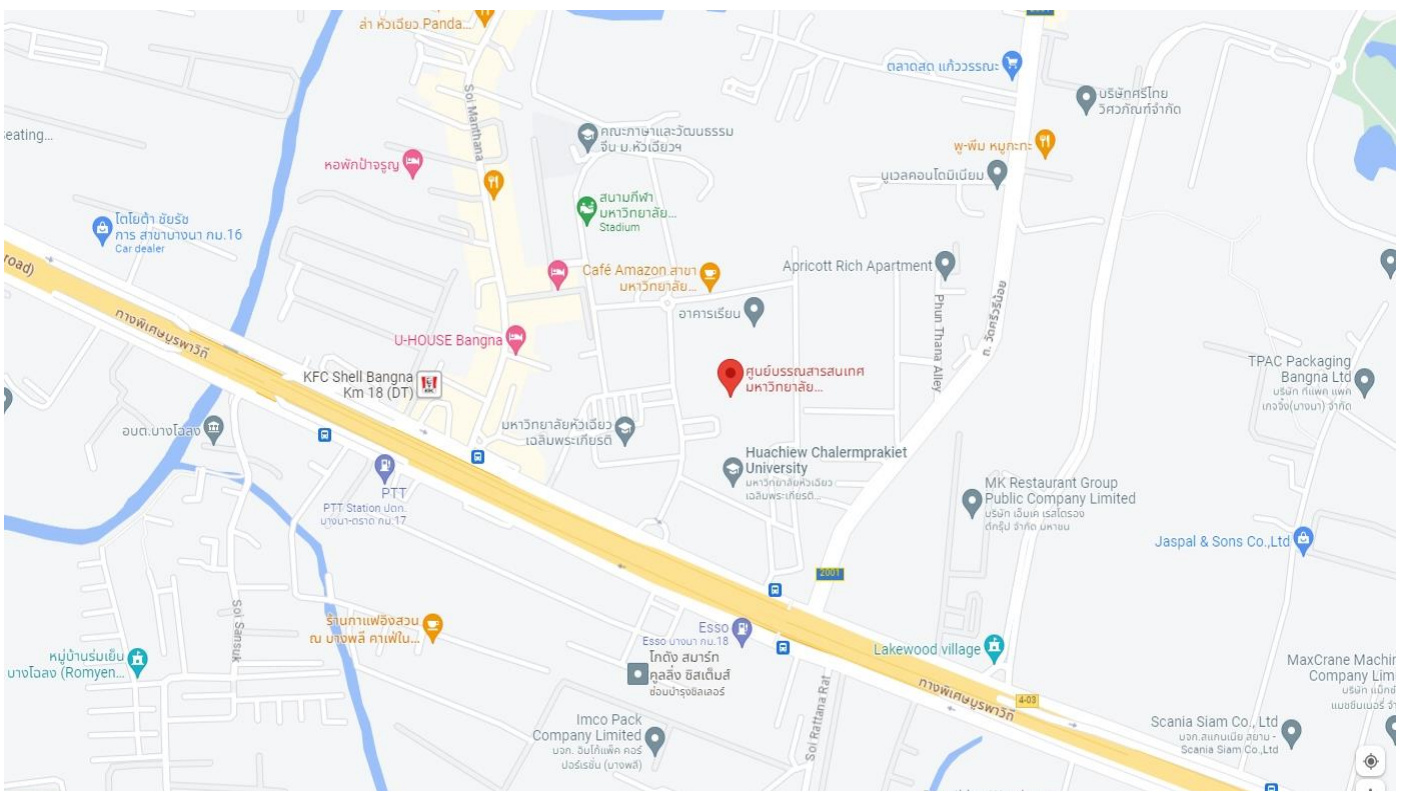 ล่า หัวเฉียว Panda...
ตลาดสด แก้ววรรณะ
บริษัทศรีไทย
วิศวภัณฑ์จำกัด
eating...
Soi Manthana
คณะภาษาและวัฒนธรรม
จีน ม.หัวเฉียวฯ
พู-พีม หมูกะทะ
หอพักป้าจรูญ
นูเวลคอนโดมิเนียม
สนามกีฬา
มหาวิทยาลัย...
Stadium
โตโยต้า ชัยรัช
การ สาขาบางนา กม.16
Car dealer
road)
Café Amazon สาขา
มหาวิทยาลัย...
Apricott Rich Apartment
อาคารเรียน
Phun Thana Alley
ถ. วัดศรีวารีน้อย
ทางพิเศษบูรพาวิถี
U-HOUSE Bangna
KFC Shell Bangna
Km 18 (DT)
ศูนย์บรรณสารสนเทศ
มหาวิทยาลัย...
TPAC Packaging
Bangna Ltd
บริษัท ทีแพค แพค
เกจจิ้ง(บางนา) จำกัด
อบต.บางโฉลง
มหาวิทยาลัยหัวเฉียว
เฉลิมพระเกียรติ
Huachiew Chalermprakiet
University
มหาวิทยาลัยหัวเฉียว
เฉลิมพระเกียรติ...
PTT
PTT Station ปตท.
บางนา-ตราด กม.17
MK Restaurant Group
Public Company Limited
บริษัท เอ็มเค เรสโตรอง
ต์กรุ๊ป จำกัด มหาชน
Jaspal & Sons Co.,Ltd
2001
Soi Sansuk
ร้านกาแฟอิงสวน
ณ บางพลี คาเฟ่ใน...
Esso
Esso บางนา กม.18
Lakewood village
หมู่บ้านร่มเย็น
บางโฉลง (Romyen...
โกดัง สมาร์ท
คูลลิ่ง ซิสเต็มส์
ซ่อมบำรุงชิลเลอร์
MaxCrane Machin
Company Lim
ทางพิเศษบูรพาวิถี
4-03
Soi Rattana Rat
Imco Pack
Company Limited
บจก. อิมโก้แพ็ค คอร์
ปอร์เรชั่น (บางพลี)
Scania Siam Co., Ltd
บจก.สแกนเนีย สยาม -
Scania Siam Co.,Ltd